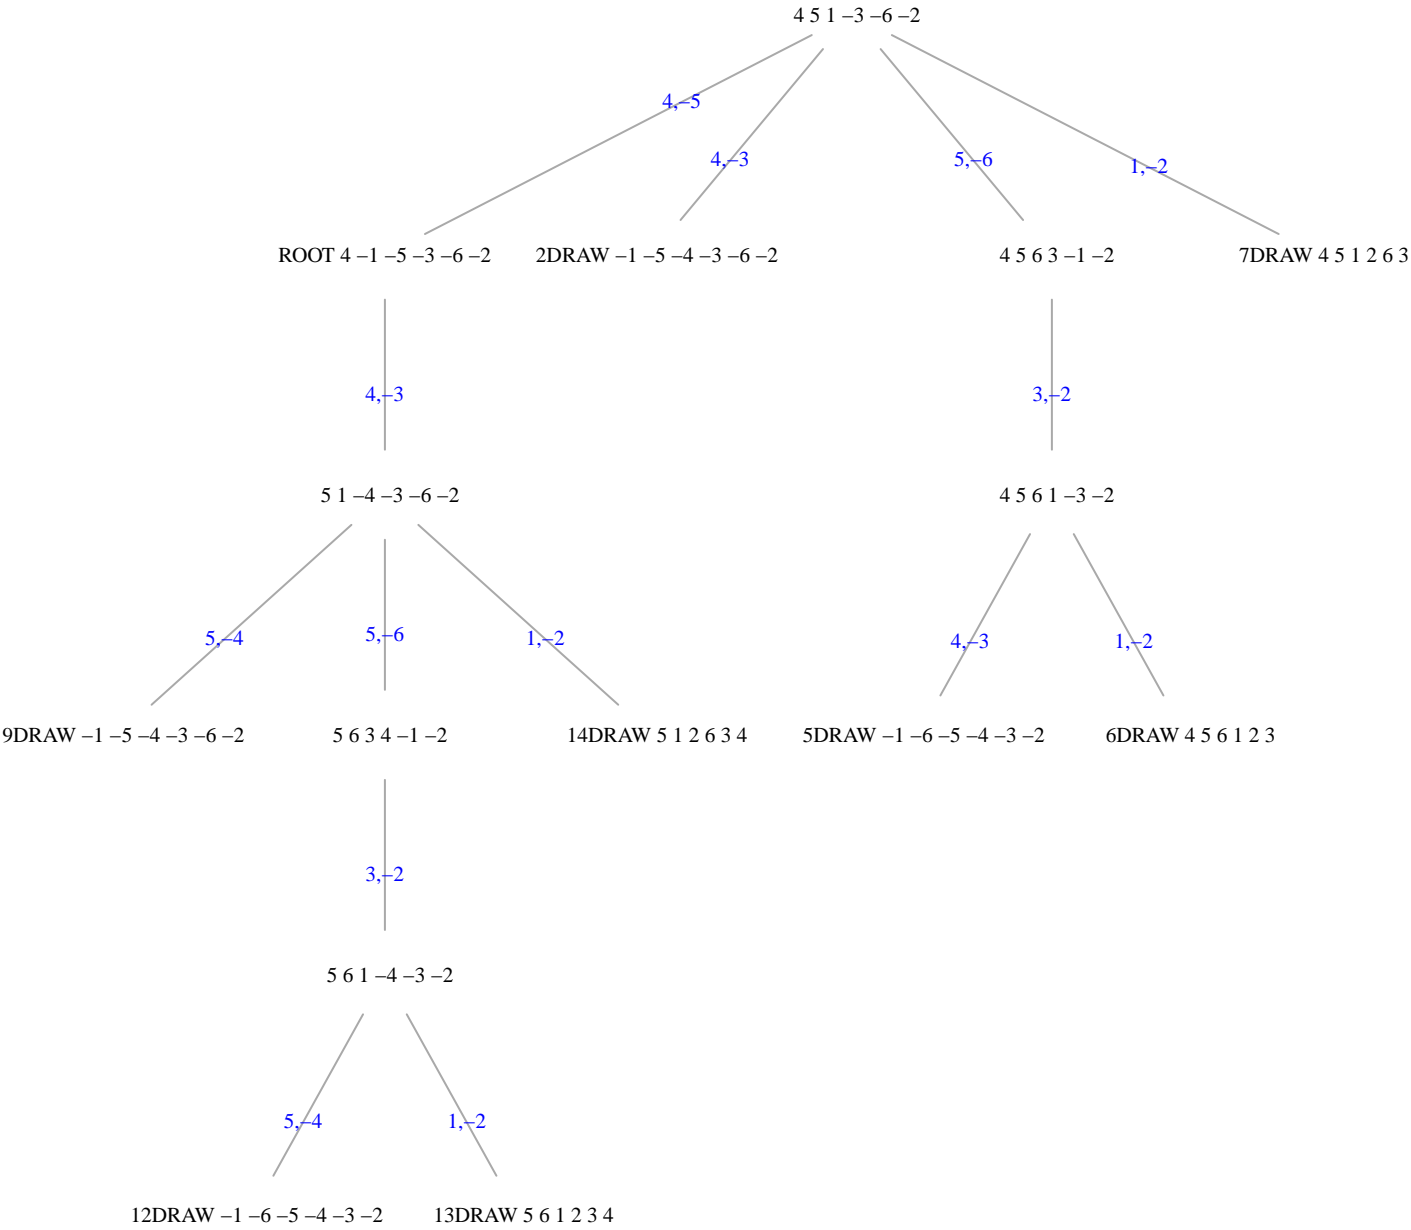 4 5 1 –3 –6 –2
4,–5
4,–3
5,–6
1,–2
ROOT 4 –1 –5 –3 –6 –2
2DRAW –1 –5 –4 –3 –6 –2
4 5 6 3 –1 –2
7DRAW 4 5 1 2 6 3
4,–3
3,–2
5 1 –4 –3 –6 –2
4 5 6 1 –3 –2
5,–4
5,–6
1,–2
4,–3
1,–2
9DRAW –1 –5 –4 –3 –6 –2
5 6 3 4 –1 –2
14DRAW 5 1 2 6 3 4
5DRAW –1 –6 –5 –4 –3 –2
6DRAW 4 5 6 1 2 3
3,–2
5 6 1 –4 –3 –2
5,–4
1,–2
12DRAW –1 –6 –5 –4 –3 –2
13DRAW 5 6 1 2 3 4